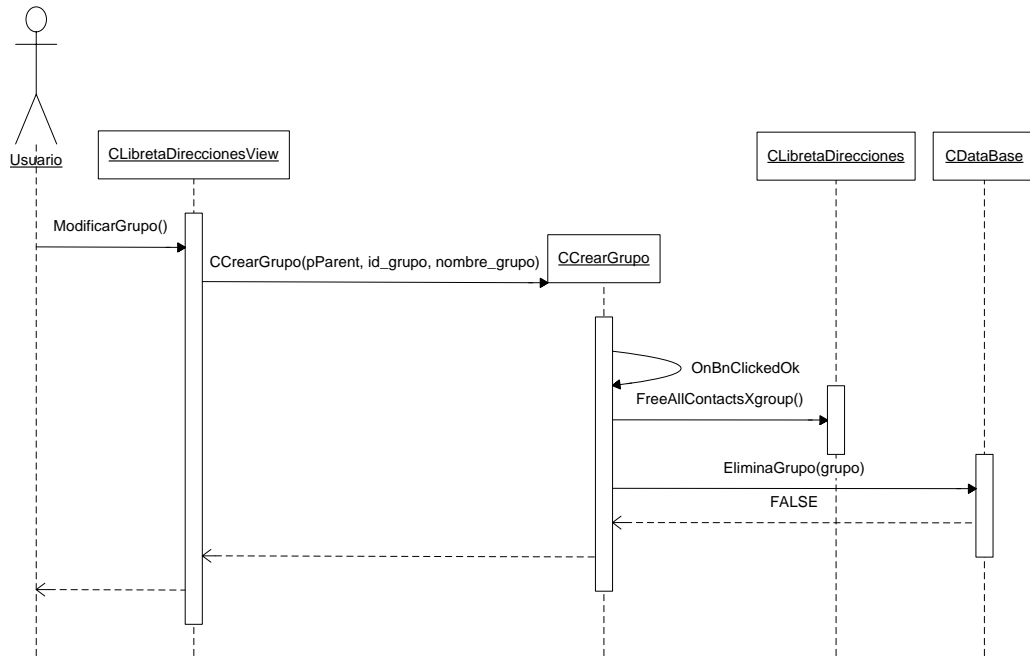 Usuario
CLibretaDireccionesView
CLibretaDirecciones
CDataBase
ModificarGrupo()
CCrearGrupo(pParent, id_grupo, nombre_grupo)
CCrearGrupo
OnBnClickedOk
FreeAllContactsXgroup()
EliminaGrupo(grupo)
FALSE